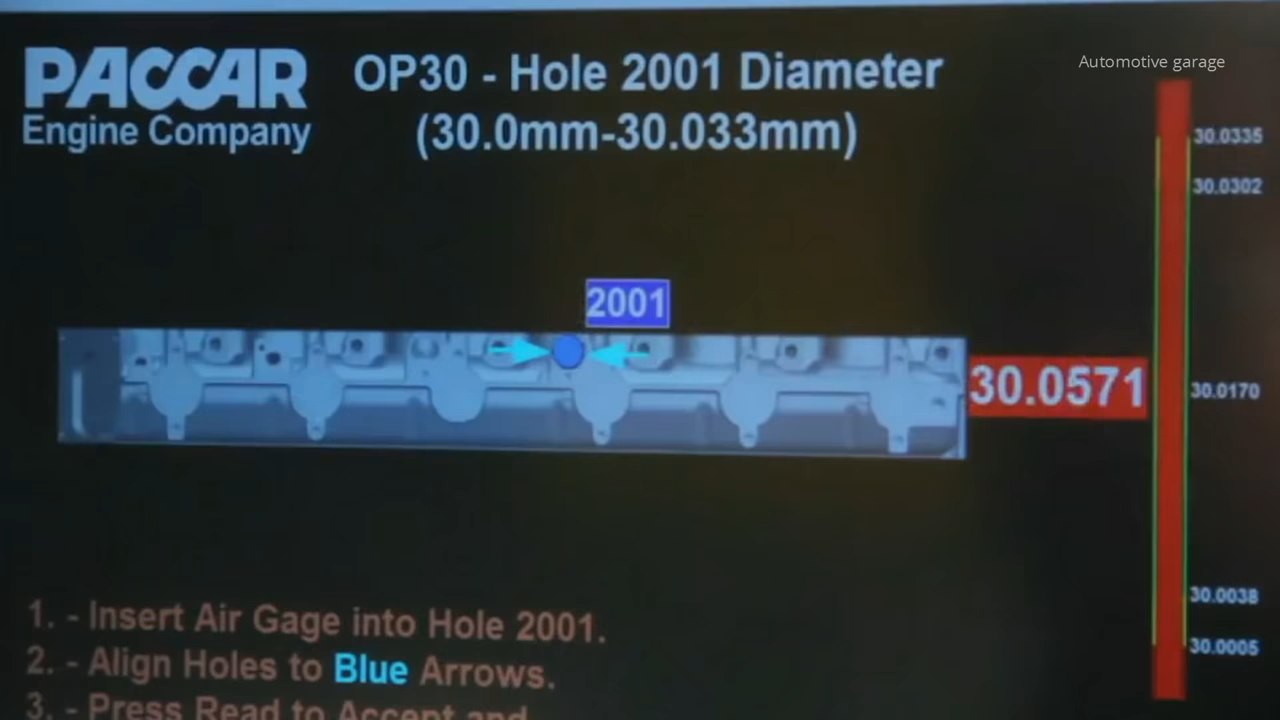 Automotive garage
PACCAR
Engine Company
OP30 - Hole 2001 Diameter
(30.0mm-30.033mm)
30.0335
30.0302
2001
30.0571
30.0170
30.0038
30.0005
1. - Insert Air Gage into Hole 2001.
2. - Align Holes to Blue Arrows.
3. - Press Read to Accept and